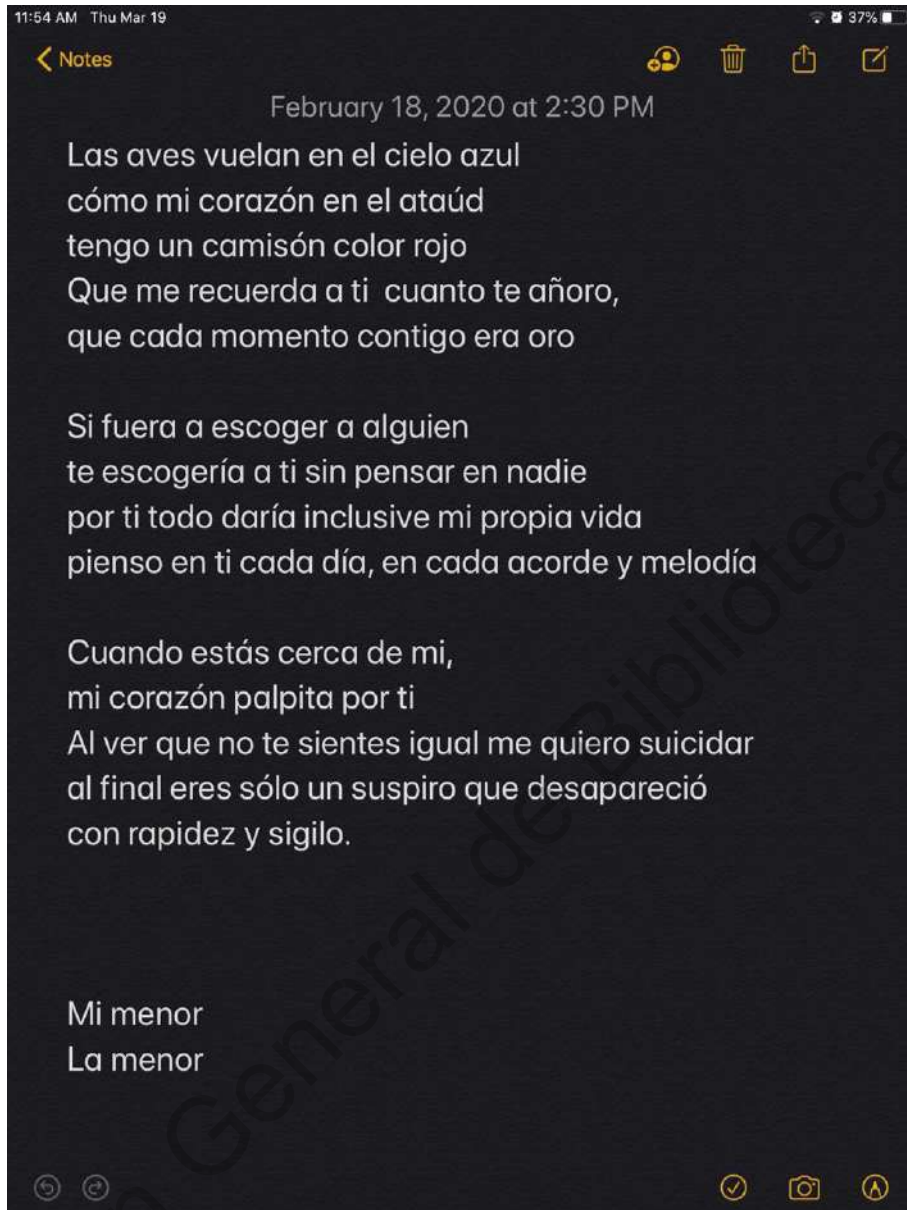 11:54 AM Thu Mar 19
37%
Notes
February 18, 2020 at 2:30 PM
Las aves vuelan en el cielo azul
cómo mi corazón en el ataúd
tengo un camisón color rojo
Que me recuerda a ti cuanto te añoro,
que cada momento contigo era oro
Si fuera a escoger a alguien
te escogería a ti sin pensar en nadie
por ti todo daría inclusive mi propia vida
pienso en ti cada día, en cada acorde y melodía
Cuando estás cerca de mi,
mi corazón palpita por ti
Al ver que no te sientes igual me quiero suicidar
al final eres sólo un suspiro que desapareció
con rapidez y sigilo.
Mi menor
La menor
General de Biblioteca